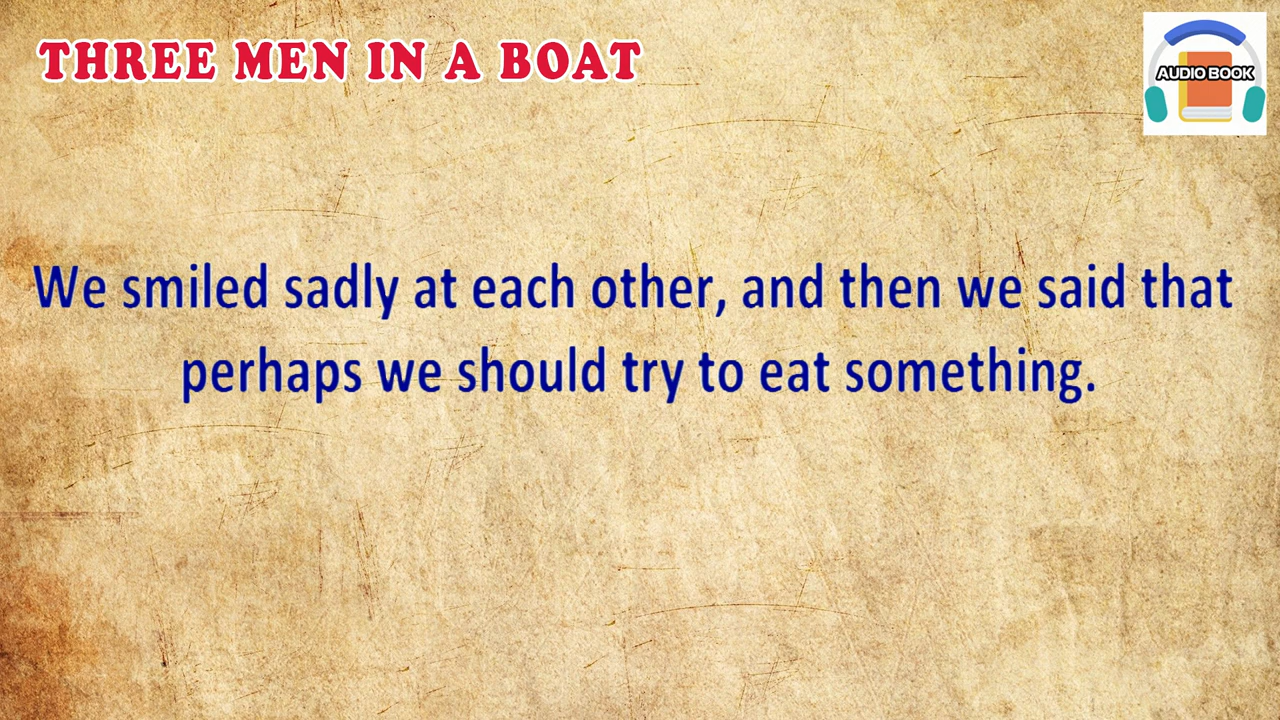 THREE MEN IN A BOAT
AUDIO BOOK
We smiled sadly at each other, and then we said that
perhaps we should try to eat something.